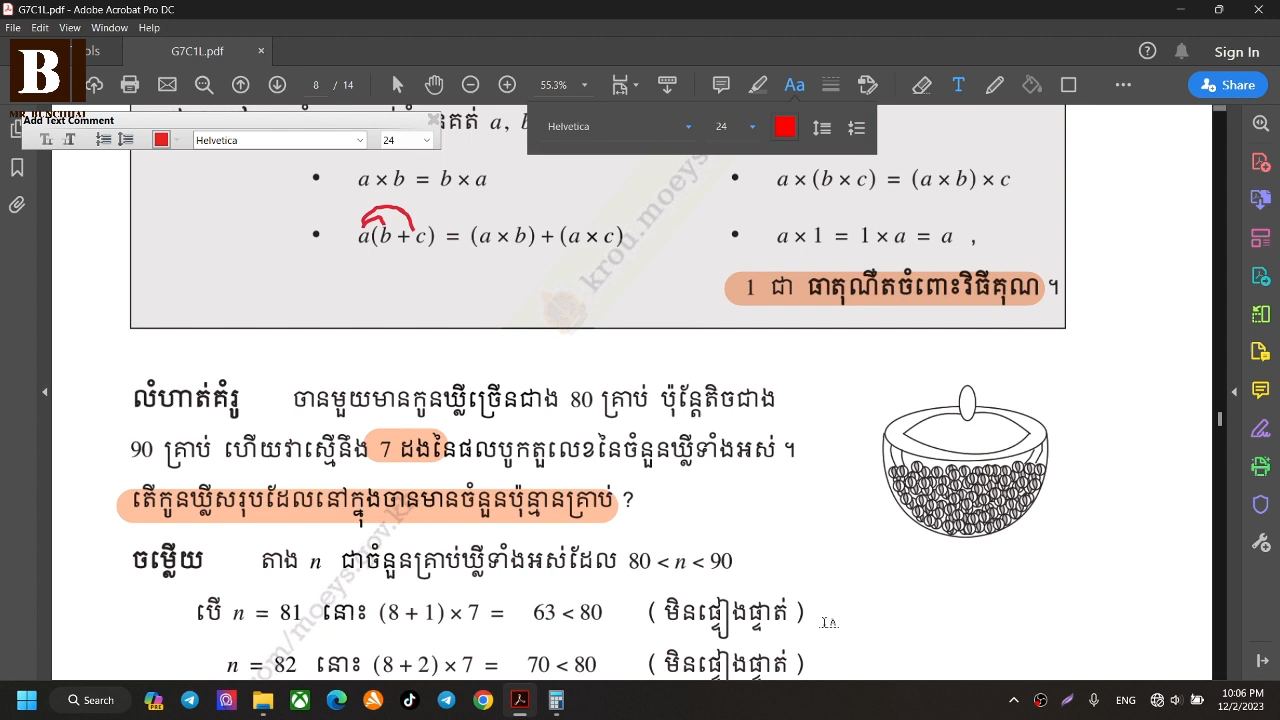 G7C1L.pdf - Adobe Acrobat Pro DC
File Edit View Window Help
B
ols G7C1L.pdf × Sign In
8 / 14 55.3% Aa Share
MR. BUNCHHAI
Add Text Comment
Helvetica 24
Helvetica 24
a, b
• a × b = b × a • a × (b × c) = (a × b) × c
• a(b + c) = (a × b) + (a × c) • a × 1 = 1 × a = a ,
1 ជា ធាតុណឺតចំពោះវិធីគុណ ។
krou.moeys
លំហាត់គំរូ ចានមួយមានកូនឃ្លីច្រើនជាង 80 គ្រាប់ ប៉ុន្តែតិចជាង
90 គ្រាប់ ហើយវាស្មើនឹង 7 ដងនៃផលបូកតួលេខនៃចំនួនឃ្លីទាំងអស់ ។
តើកូនឃ្លីសរុបដែលនៅក្នុងចានមានចំនួនប៉ុន្មានគ្រាប់ ?
ចម្លើយ តាង n ជាចំនួនគ្រាប់ឃ្លីទាំងអស់ដែល 80 < n < 90
បើ n = 81 នោះ (8 + 1) × 7 = 63 < 80 ( មិនផ្ទៀងផ្ទាត់ )
n = 82 នោះ (8 + 2) × 7 = 70 < 80 ( មិនផ្ទៀងផ្ទាត់ )
Search ENG 10:06 PM
12/2/2023